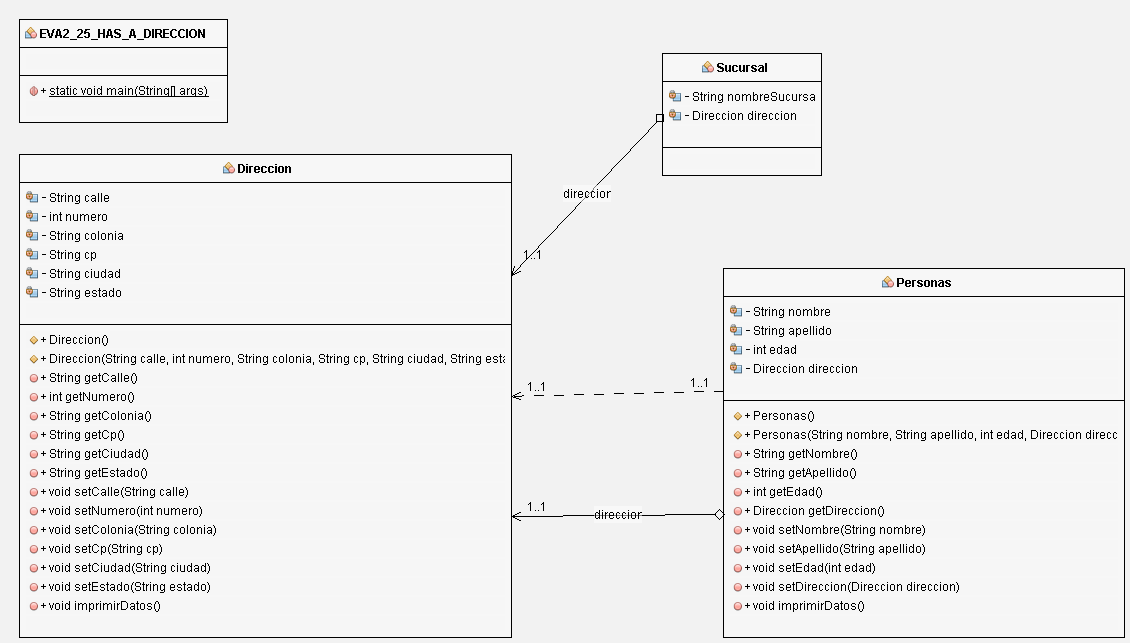 EVA2_25_HAS_A_DIRECCION
+ static void main(String[] args)
Sucursal
- String nombreSucursa
- Direccion direccion
direccior
1..1
Direccion
- String calle
- int numero
- String colonia
- String cp
- String ciudad
- String estado
+ Direccion()
+ Direccion(String calle, int numero, String colonia, String cp, String ciudad, String esta
+ String getCalle()
+ int getNumero()
+ String getColonia()
+ String getCp()
+ String getCiudad()
+ String getEstado()
+ void setCalle(String calle)
+ void setNumero(int numero)
+ void setColonia(String colonia)
+ void setCp(String cp)
+ void setCiudad(String ciudad)
+ void setEstado(String estado)
+ void imprimirDatos()
1..1
1..1
1..1
direccior
Personas
- String nombre
- String apellido
- int edad
- Direccion direccion
+ Personas()
+ Personas(String nombre, String apellido, int edad, Direccion direcc
+ String getNombre()
+ String getApellido()
+ int getEdad()
+ Direccion getDireccion()
+ void setNombre(String nombre)
+ void setApellido(String apellido)
+ void setEdad(int edad)
+ void setDireccion(Direccion direccion)
+ void imprimirDatos()